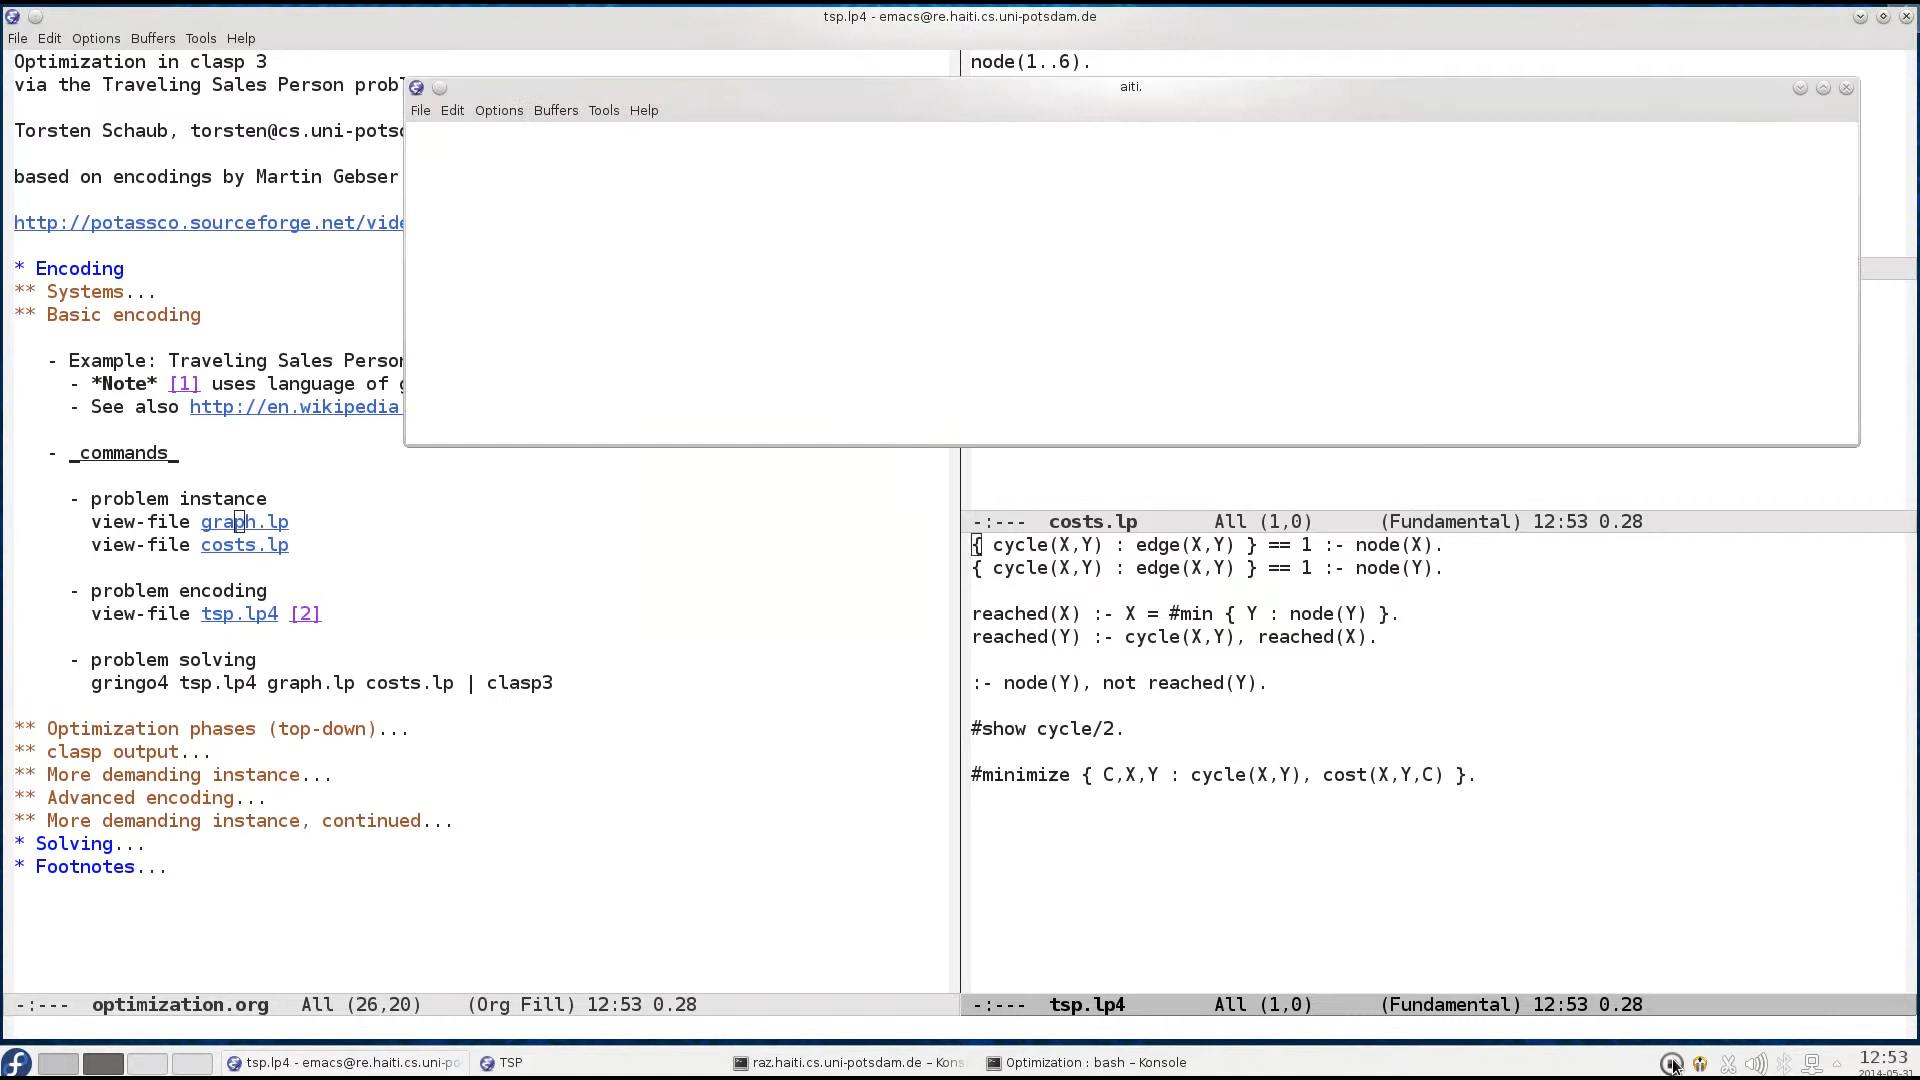 tsp.lp4 - emacs@re.haiti.cs.uni-potsdam.de
File Edit Options Buffers Tools Help
Optimization in clasp 3
via the Traveling Sales Person
Torsten Schaub,
based on encodings by Martin Gebser
http://potassco.sourceforge.net/
* Encoding
** Systems...
** Basic encoding
- Example: Traveling Sales Person
- *Note* [1] uses language of
- See also http://en.wikipedia
- _commands_
- problem instance
view-file graph.lp
view-file costs.lp
- problem encoding
view-file tsp.lp4 [2]
- problem solving
gringo4 tsp.lp4 graph.lp costs.lp | clasp3
** Optimization phases (top-down)...
** clasp output...
** More demanding instance...
** Advanced encoding...
** More demanding instance, continued...
* Solving...
* Footnotes...
-:--- optimization.org All (26,20) (Org Fill) 12:53 0.28
node(1..6).
aiti.
File Edit Options Buffers Tools Help
-:--- costs.lp All (1,0) (Fundamental) 12:53 0.28
{ cycle(X,Y) : edge(X,Y) } == 1 :- node(X).
{ cycle(X,Y) : edge(X,Y) } == 1 :- node(Y).
reached(X) :- X = #min { Y : node(Y) }.
reached(Y) :- cycle(X,Y), reached(X).
:- node(Y), not reached(Y).
#show cycle/2.
#minimize { C,X,Y : cycle(X,Y), cost(X,Y,C) }.
-:--- tsp.lp4 All (1,0) (Fundamental) 12:53 0.28
tsp.lp4 - emacs@re.haiti.cs.uni-po
TSP
raz.haiti.cs.uni-potsdam.de – Kons
Optimization : bash – Konsole
12:53
2014-05-31